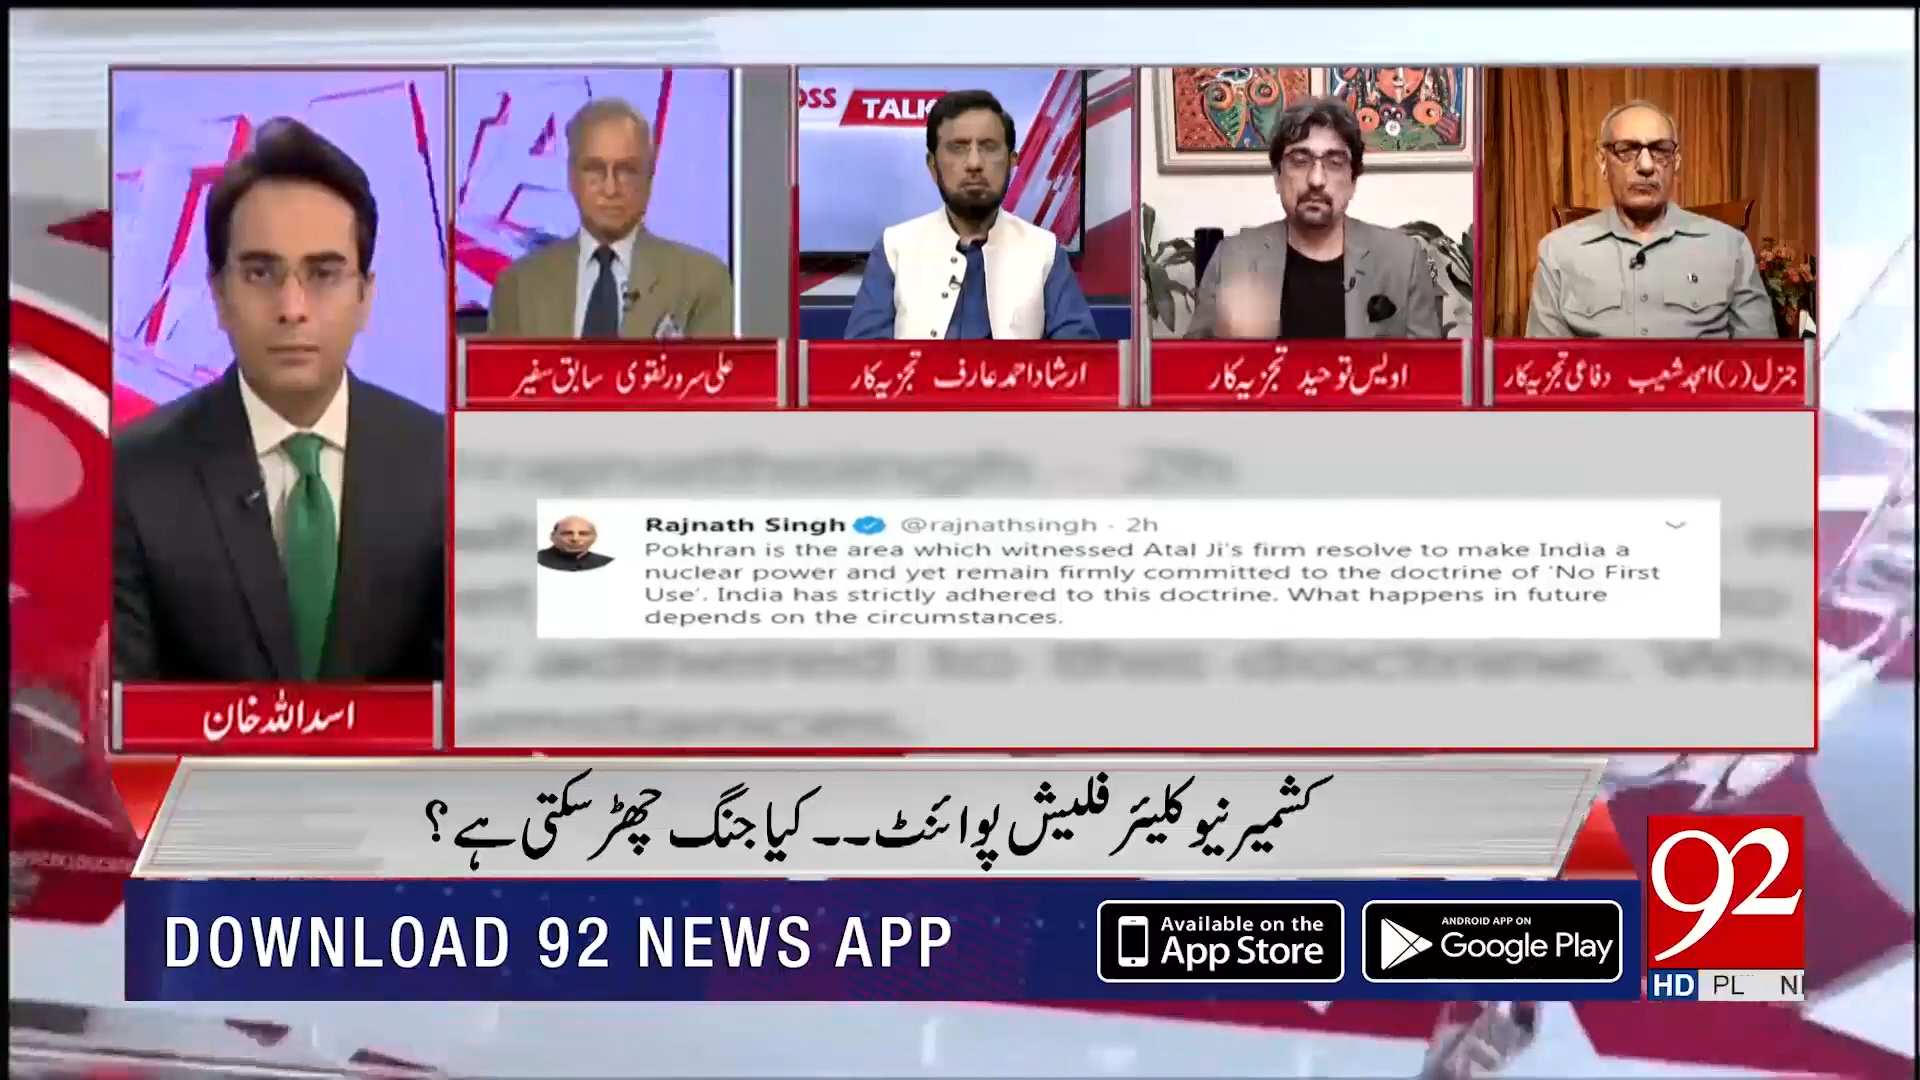 OSS
TALK
علی سرور نقوی سابق سفیر
ارشاد احمد عارف تجزیہ کار
اویس توحید تجزیہ کار
جنرل (ر) امجد شعیب دفاعی تجزیہ کار
Rajnath Singh @rajnathsingh · 2h
Pokhran is the area which witnessed Atal Ji's firm resolve to make India a
nuclear power and yet remain firmly committed to the doctrine of 'No First
Use'. India has strictly adhered to this doctrine. What happens in future
depends on the circumstances.
اسد اللہ خان
کشمیر نیوکلیئر فلیش پوائنٹ۔۔کیا جنگ چھڑ سکتی ہے؟
DOWNLOAD 92 NEWS APP
Available on the
App Store
ANDROID APP ON
Google Play
92
HD PL